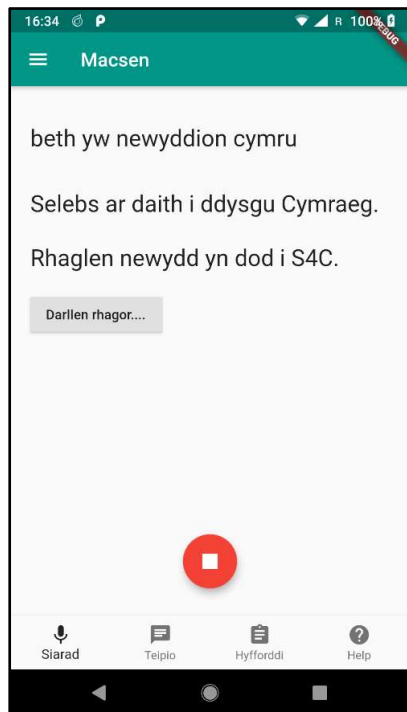 16:34 R 100%
DEBUG
Macsen
beth yw newyddion cymru
Selebs ar daith i ddysgu Cymraeg.
Rhaglen newydd yn dod i S4C.
Darllen rhagor....
Siarad Teipio Hyfforddi Help